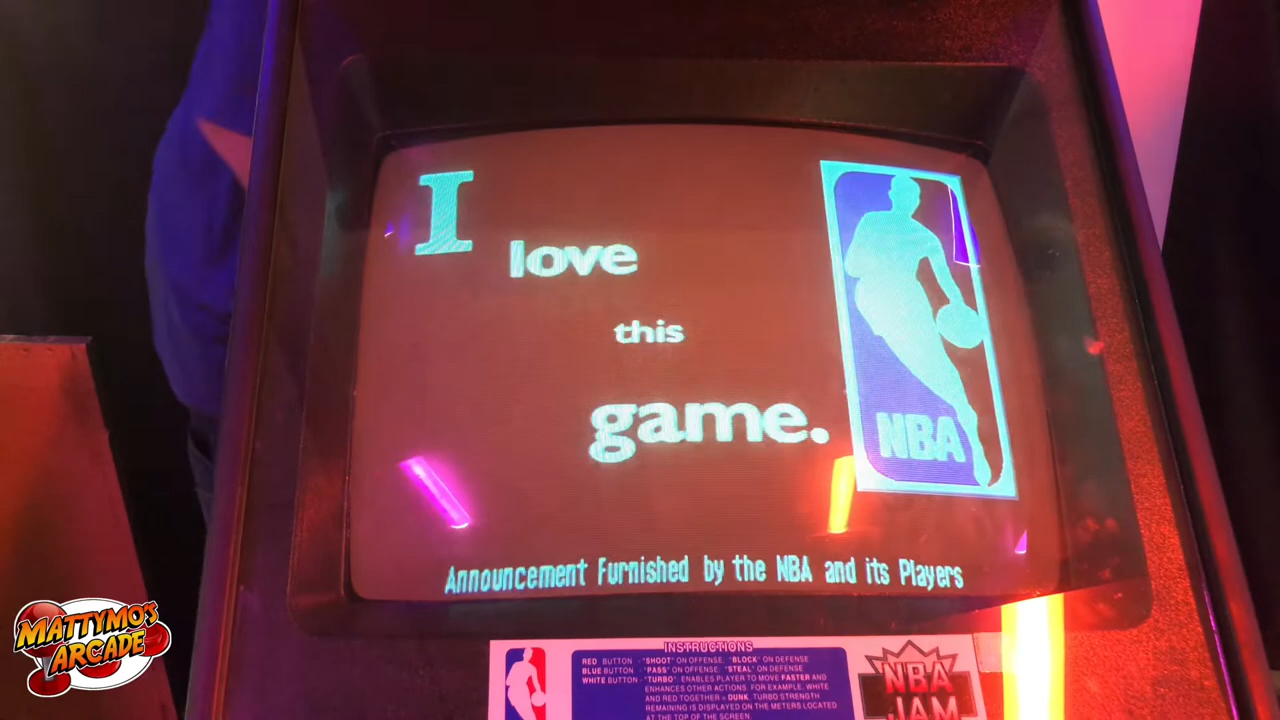 I
love
this
game.
NBA
Announcement Furnished by the NBA and its Players
INSTRUCTIONS
RED BUTTON - "SHOOT" ON OFFENSE, "BLOCK" ON DEFENSE
BLUE BUTTON - "PASS" ON OFFENSE, "STEAL" ON DEFENSE
WHITE BUTTON - "TURBO": ENABLES PLAYER TO MOVE FASTER AND
ENHANCES OTHER ACTIONS. FOR EXAMPLE, WHITE
AND RED TOGETHER = DUNK. TURBO STRENGTH
REMAINING IS DISPLAYED ON THE METERS LOCATED
AT THE TOP OF THE SCREEN.
NBA
JAM
MATTYMO'S
ARCADE